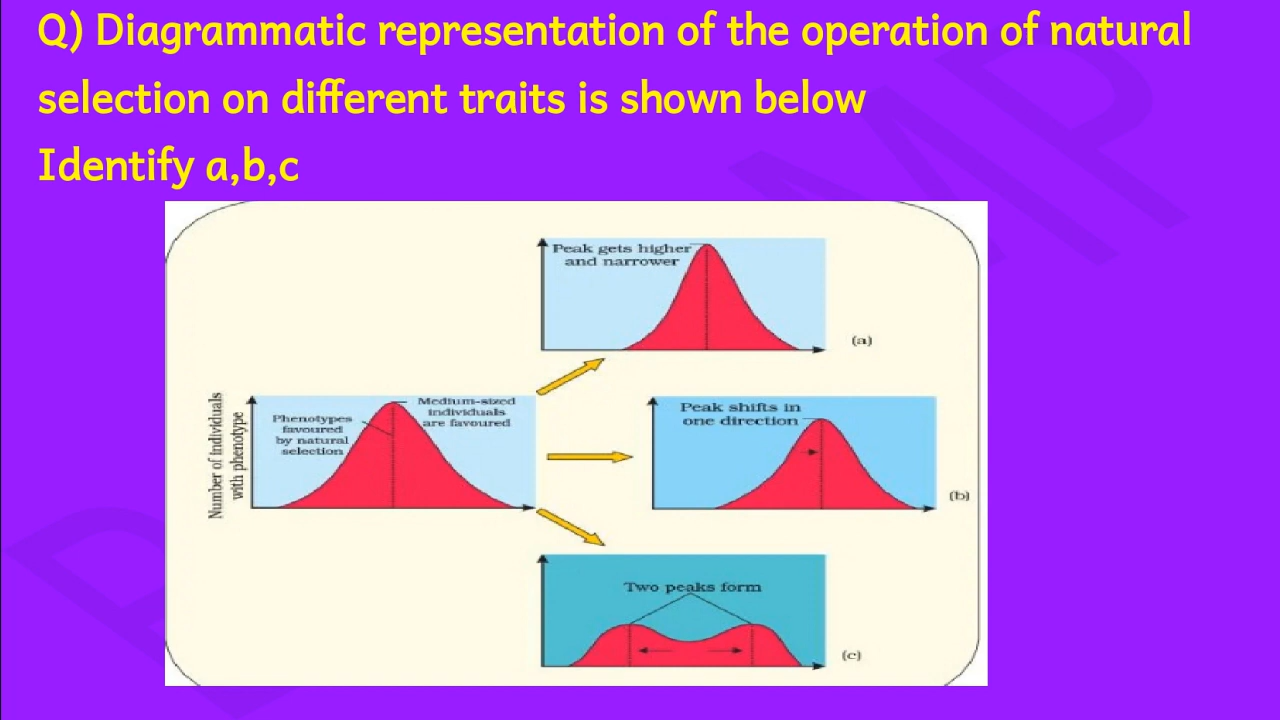 Q) Diagrammatic representation of the operation of natural
selection on different traits is shown below
Identify a,b,c
Peak gets higher
and narrower
(a)
Number of individuals
with phenotype
Phenotypes
favoured
by natural
selection
Medium-sized
individuals
are favoured
Peak shifts in
one direction
(b)
Two peaks form
(c)